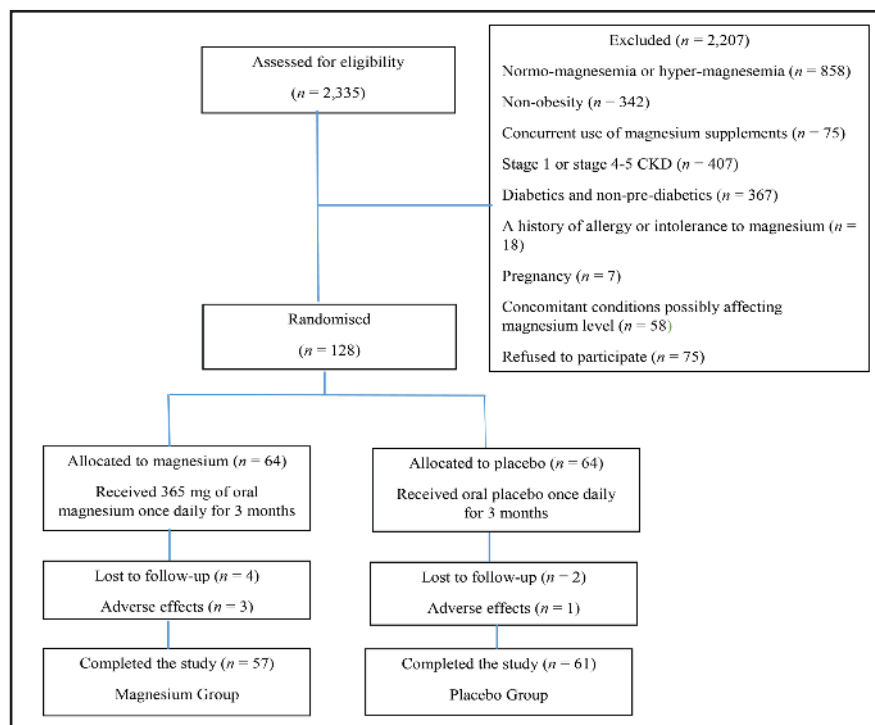 Assessed for eligibility
(n = 2,335)
Excluded (n = 2,207)
Normo-magnesemia or hyper-magnesemia (n = 858)
Non-obesity (n = 342)
Concurrent use of magnesium supplements (n = 75)
Stage 1 or stage 4-5 CKD (n = 407)
Diabetics and non-pre-diabetics (n = 367)
A history of allergy or intolerance to magnesium (n =
18)
Pregnancy (n = 7)
Concomitant conditions possibly affecting
magnesium level (n = 58)
Refused to participate (n = 75)
Randomised
(n = 128)
Allocated to magnesium (n = 64)
Received 365 mg of oral
magnesium once daily for 3 months
Allocated to placebo (n = 64)
Received oral placebo once daily
for 3 months
Lost to follow-up (n = 4)
Adverse effects (n = 3)
Lost to follow-up (n = 2)
Adverse effects (n = 1)
Completed the study (n = 57)
Magnesium Group
Completed the study (n = 61)
Placebo Group